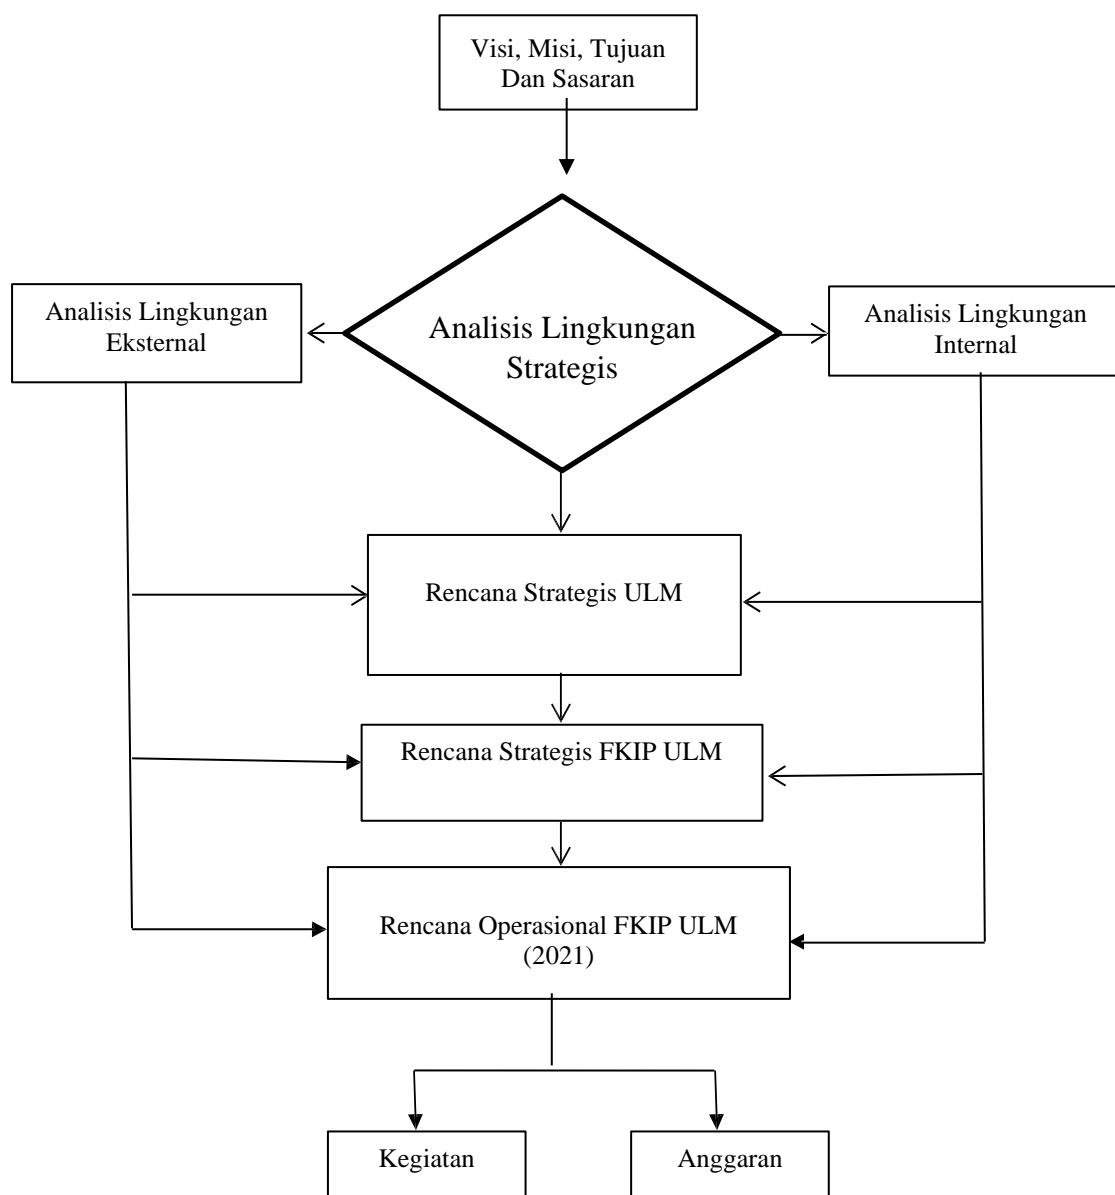 Visi, Misi, Tujuan
Dan Sasaran
Analisis Lingkungan
Eksternal
Analisis Lingkungan
Strategis
Analisis Lingkungan
Internal
Rencana Strategis ULM
Rencana Strategis FKIP ULM
Rencana Operasional FKIP ULM
(2021)
Kegiatan
Anggaran